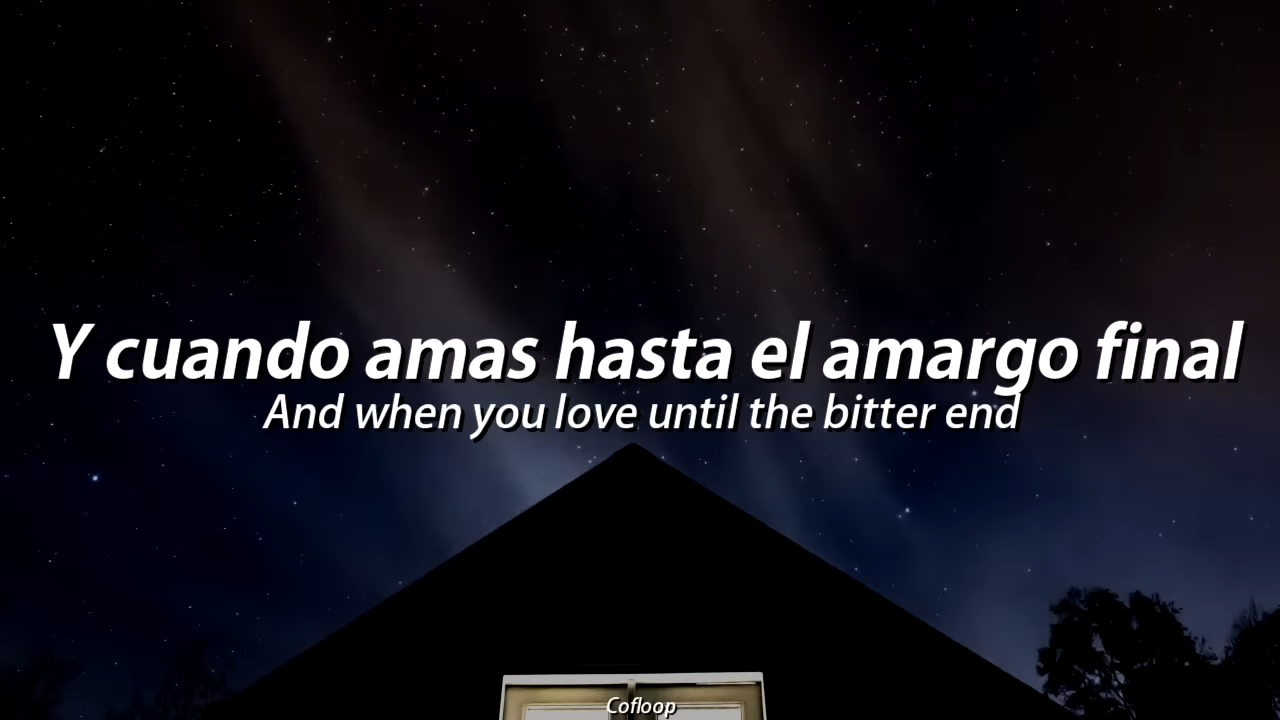 Y cuando amas hasta el amargo final
And when you love until the bitter end
Cofloop